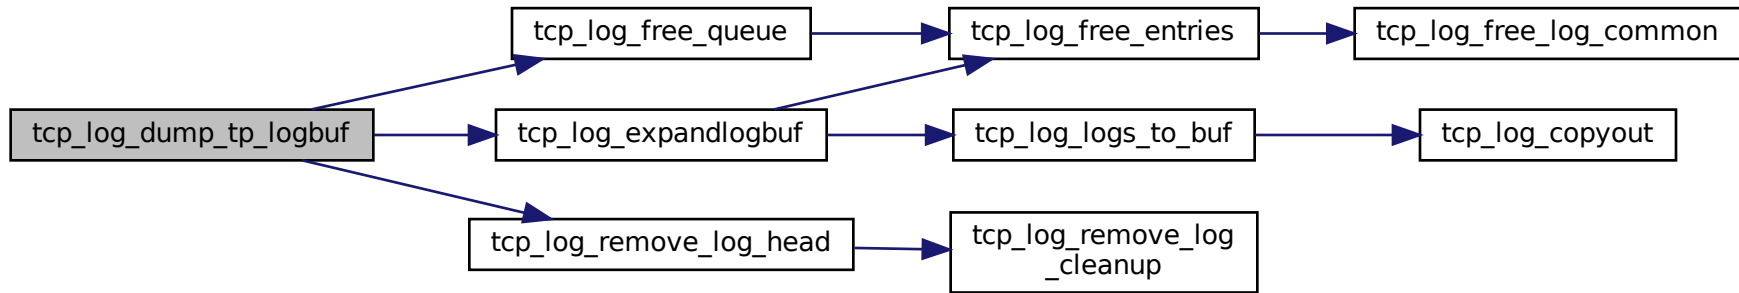 tcp_log_free_queue
tcp_log_free_entries
tcp_log_free_log_common
tcp_log_dump_tp_logbuf
tcp_log_expandlogbuf
tcp_log_logs_to_buf
tcp_log_copyout
tcp_log_remove_log_head
tcp_log_remove_log
_cleanup